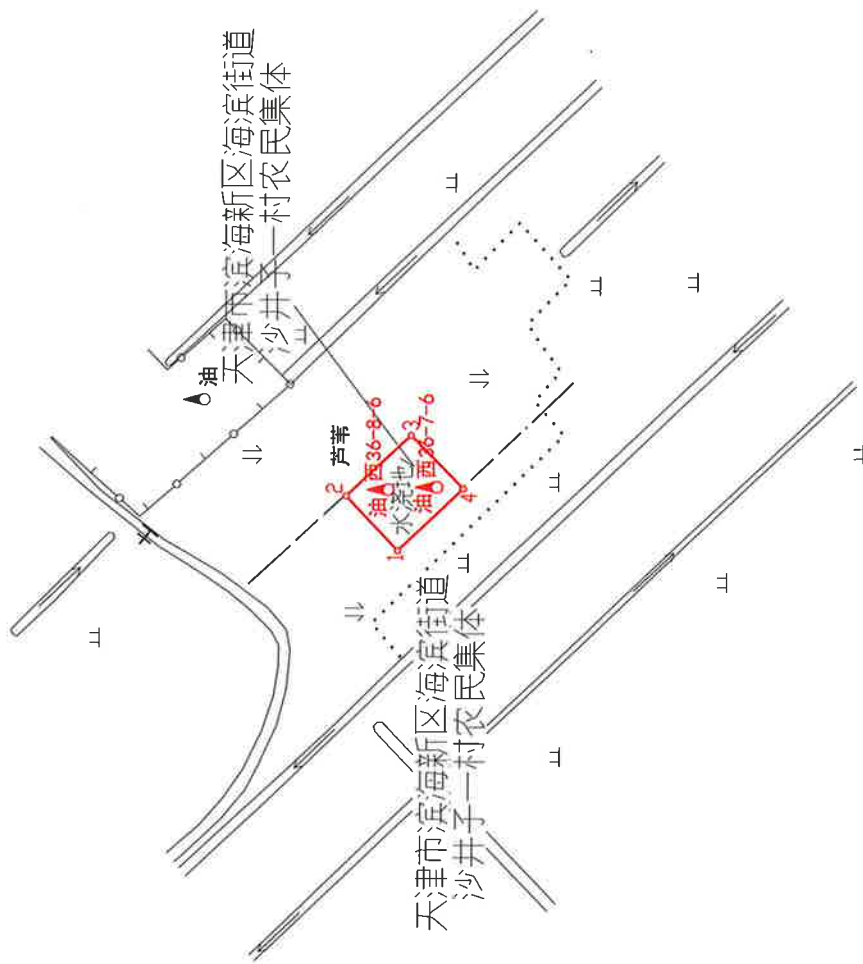 天津市滨海新区海滨街道
沙井子一村农民集体
油
芦苇
2
西36-8-6
油
3
水浇地
西36-7-6
油
1
4
天津市滨海新区海滨街道
沙井子一村农民集体